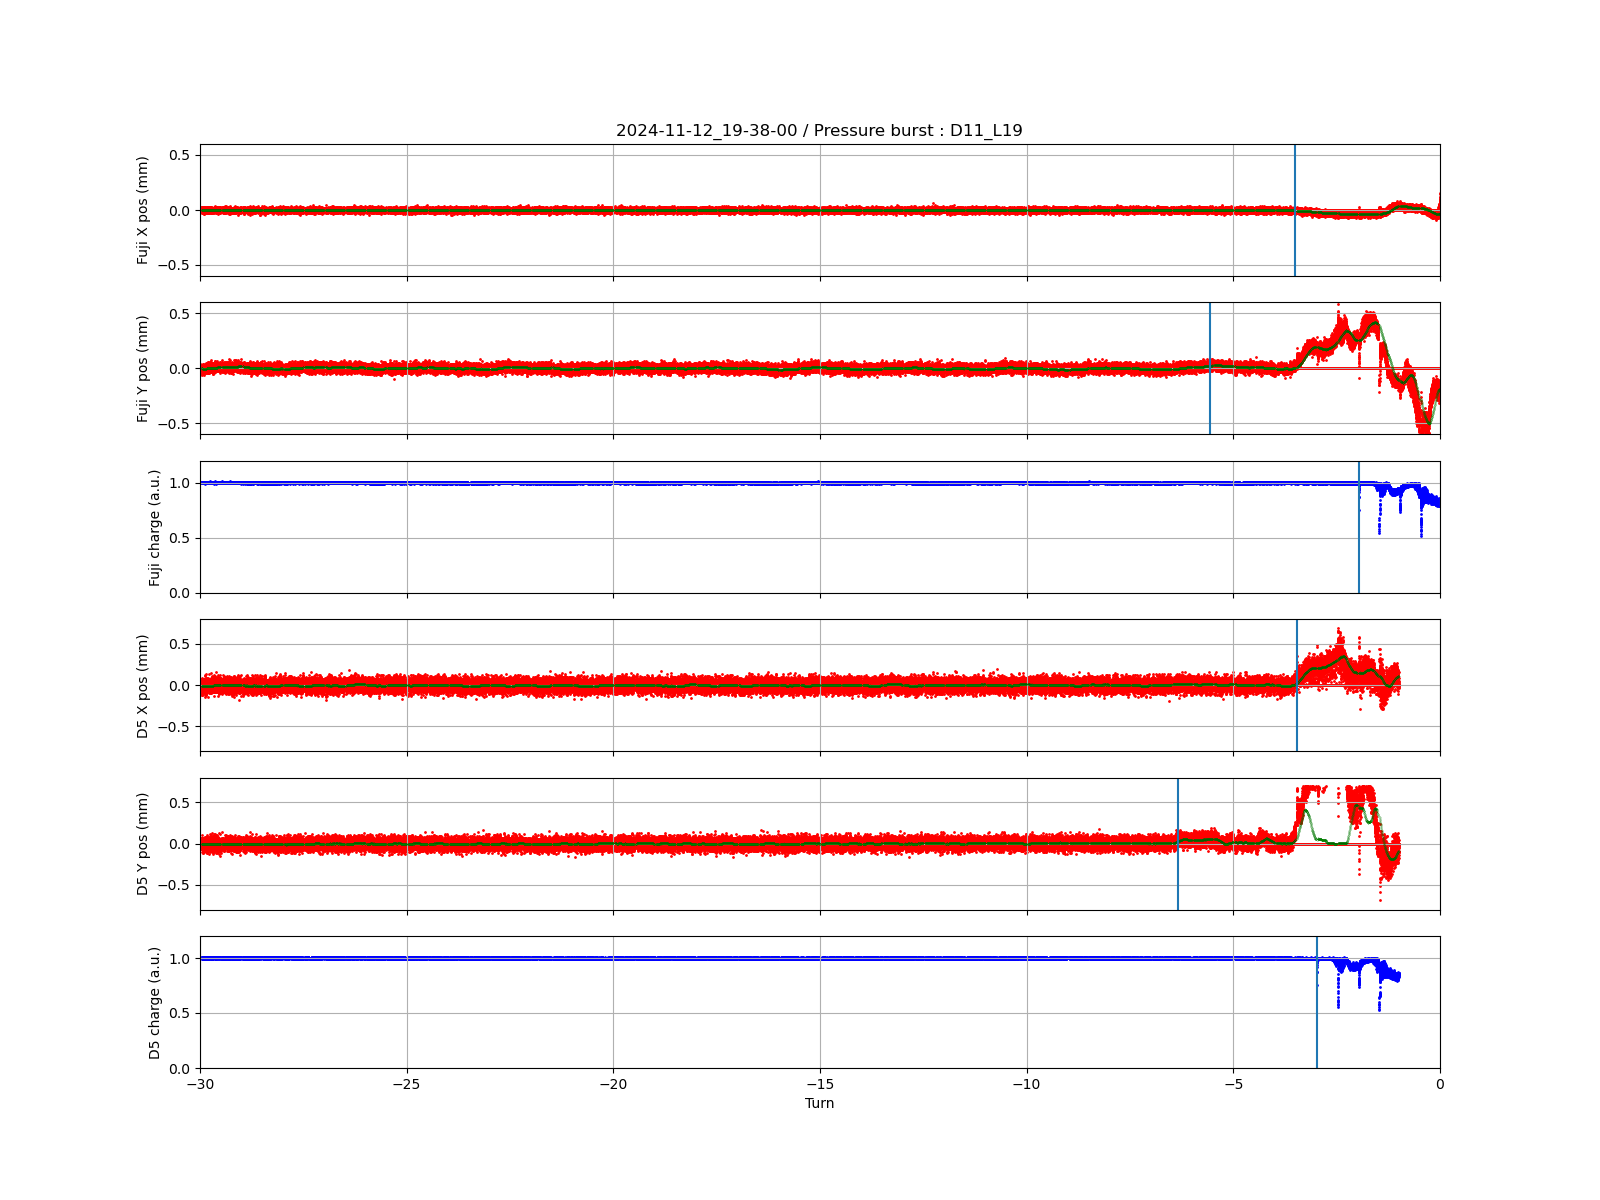 2024-11-12_19-38-00 / Pressure burst : D11_L19
Fuji X pos (mm)
0.5
0.0
−0.5
Fuji Y pos (mm)
0.5
0.0
−0.5
Fuji charge (a.u.)
1.0
0.5
0.0
D5 X pos (mm)
0.5
0.0
−0.5
D5 Y pos (mm)
0.5
0.0
−0.5
D5 charge (a.u.)
1.0
0.5
0.0
−30 −25 −20 −15 −10 −5 0
Turn